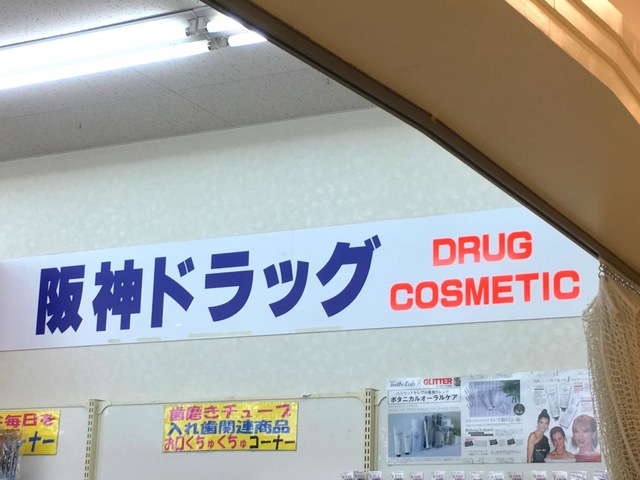 阪神ドラッグ
DRUG
COSMETIC
毎日を
ーナー
歯磨きチューブ
入れ歯関連商品
お口くちゅくちゅコーナー
GLITTER
ボタニカルオーラルケア